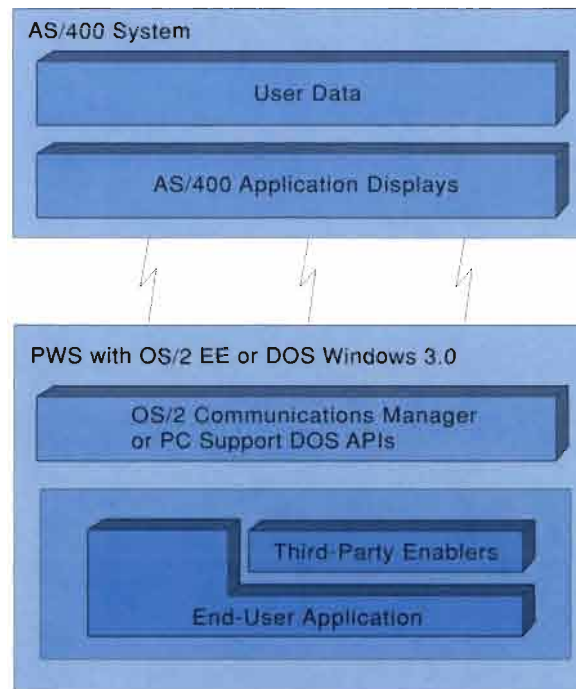 AS/400 System
User Data
AS/400 Application Displays
PWS with OS/2 EE or DOS Windows 3.0
OS/2 Communications Manager
or PC Support DOS APIs
Third-Party Enablers
End-User Application